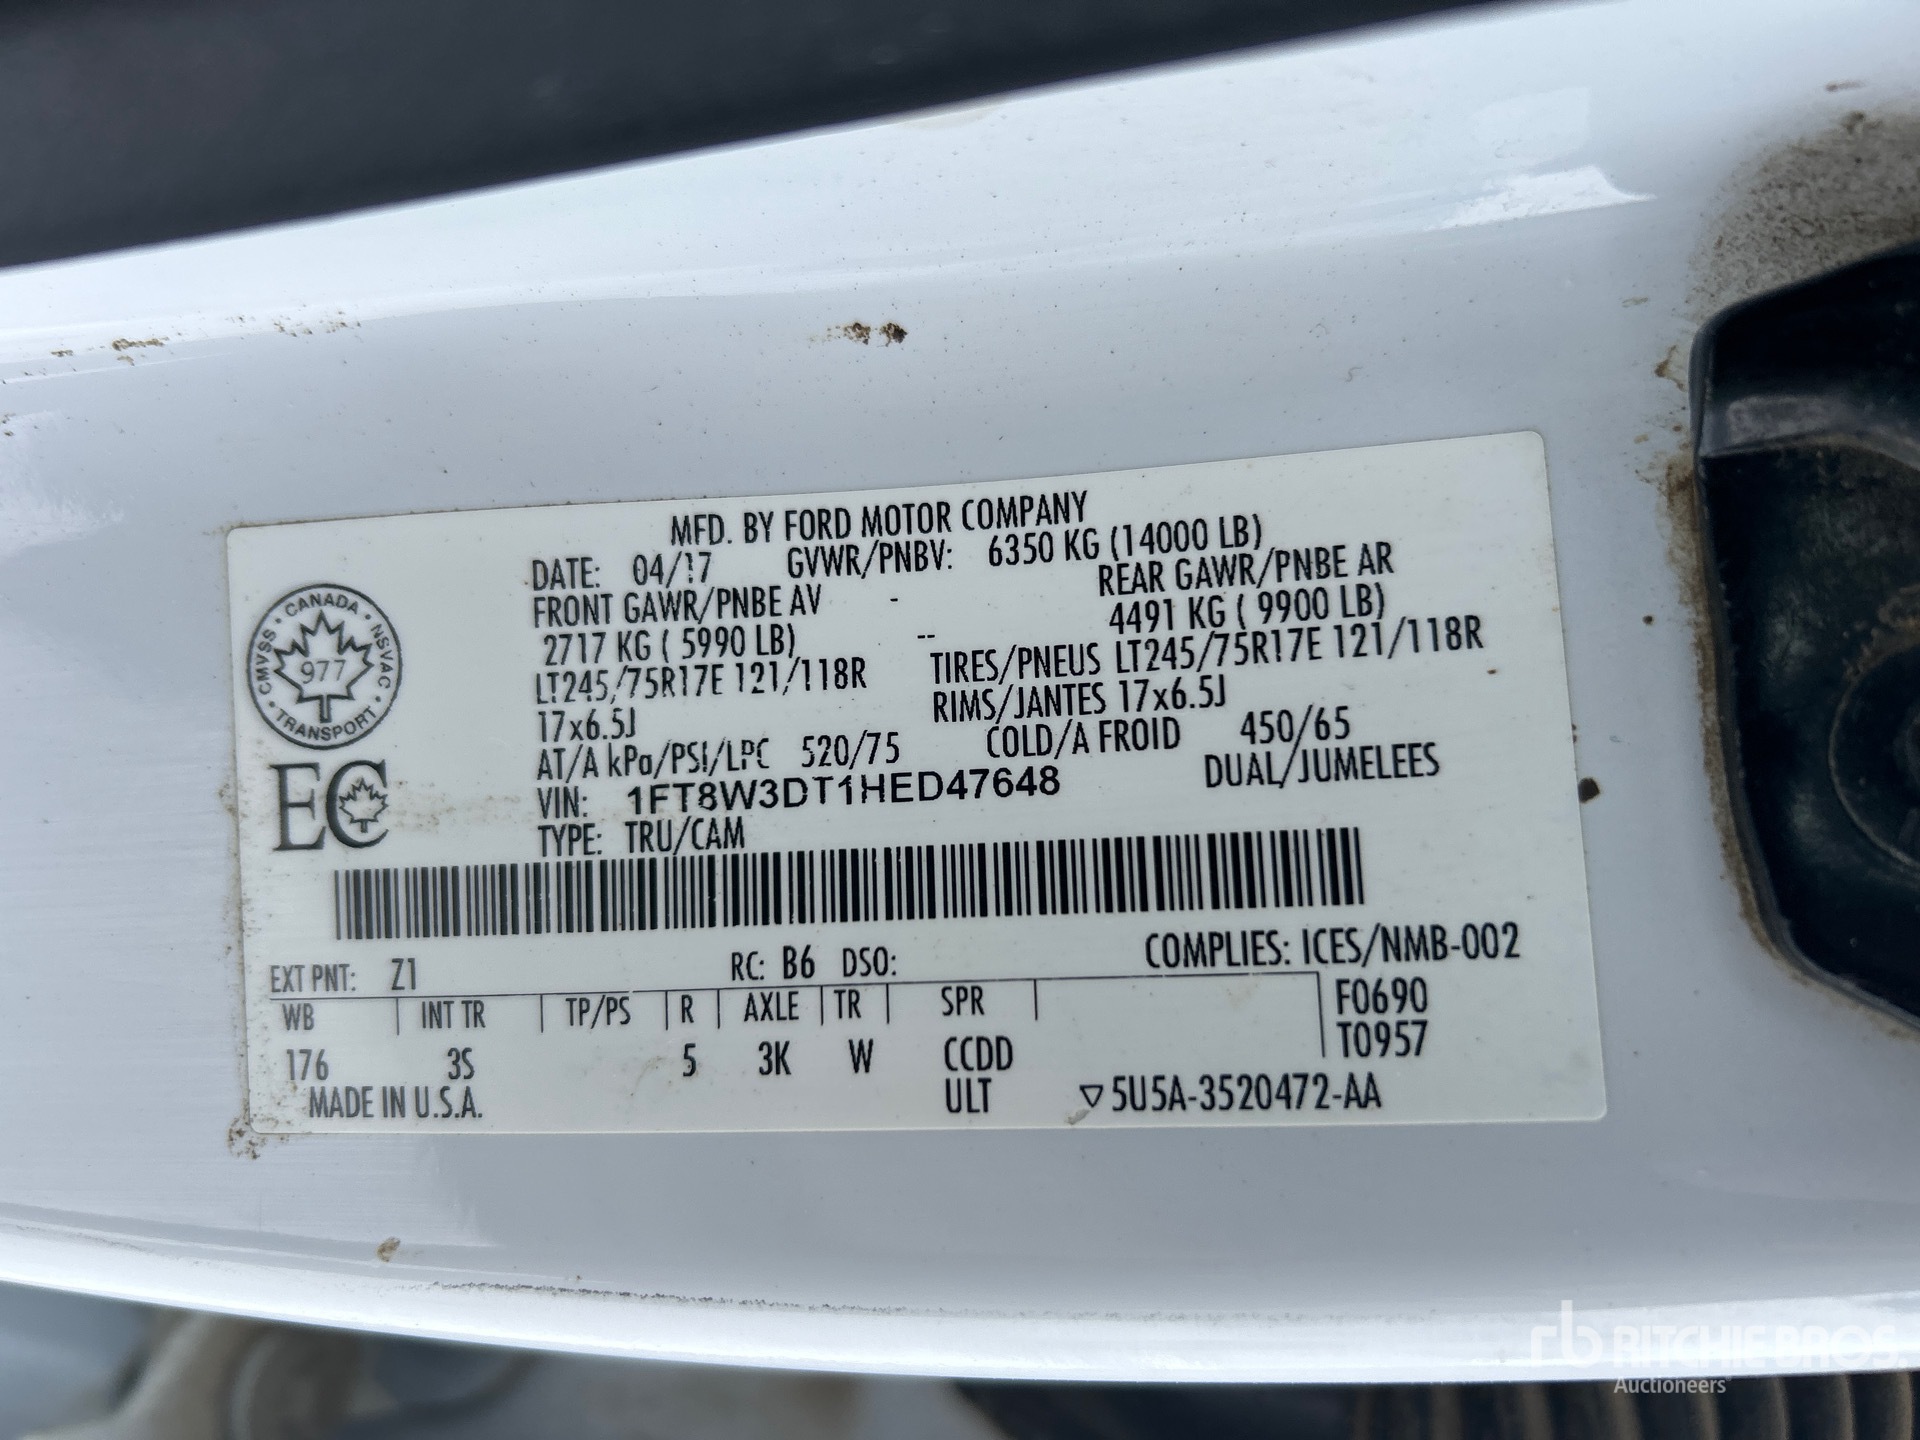 MFD. BY FORD MOTOR COMPANY
DATE: 04/17 GVWR/PNBV: 6350 KG (14000 LB)
FRONT GAWR/PNBE AV - REAR GAWR/PNBE AR
2717 KG ( 5990 LB) -- 4491 KG ( 9900 LB)
LT245/75R17E 121/118R TIRES/PNEUS LT245/75R17E 121/118R
17x6.5J RIMS/JANTES 17x6.5J
AT/A kPa/PSI/LPC 520/75 COLD/A FROID 450/65
VIN: 1FT8W3DT1HED47648 DUAL/JUMELEES
TYPE: TRU/CAM
CANADA
CMVSS • NSVAC
977
TRANSPORT
EC
EXT PNT: Z1 RC: B6 DSO: COMPLIES: ICES/NMB-002
WB | INT TR | TP/PS | R | AXLE | TR | SPR | F0690
176 3S 5 3K W CCDD T0957
MADE IN U.S.A. ULT ▽5U5A-3520472-AA
rb RITCHIE BROS.
Auctioneers